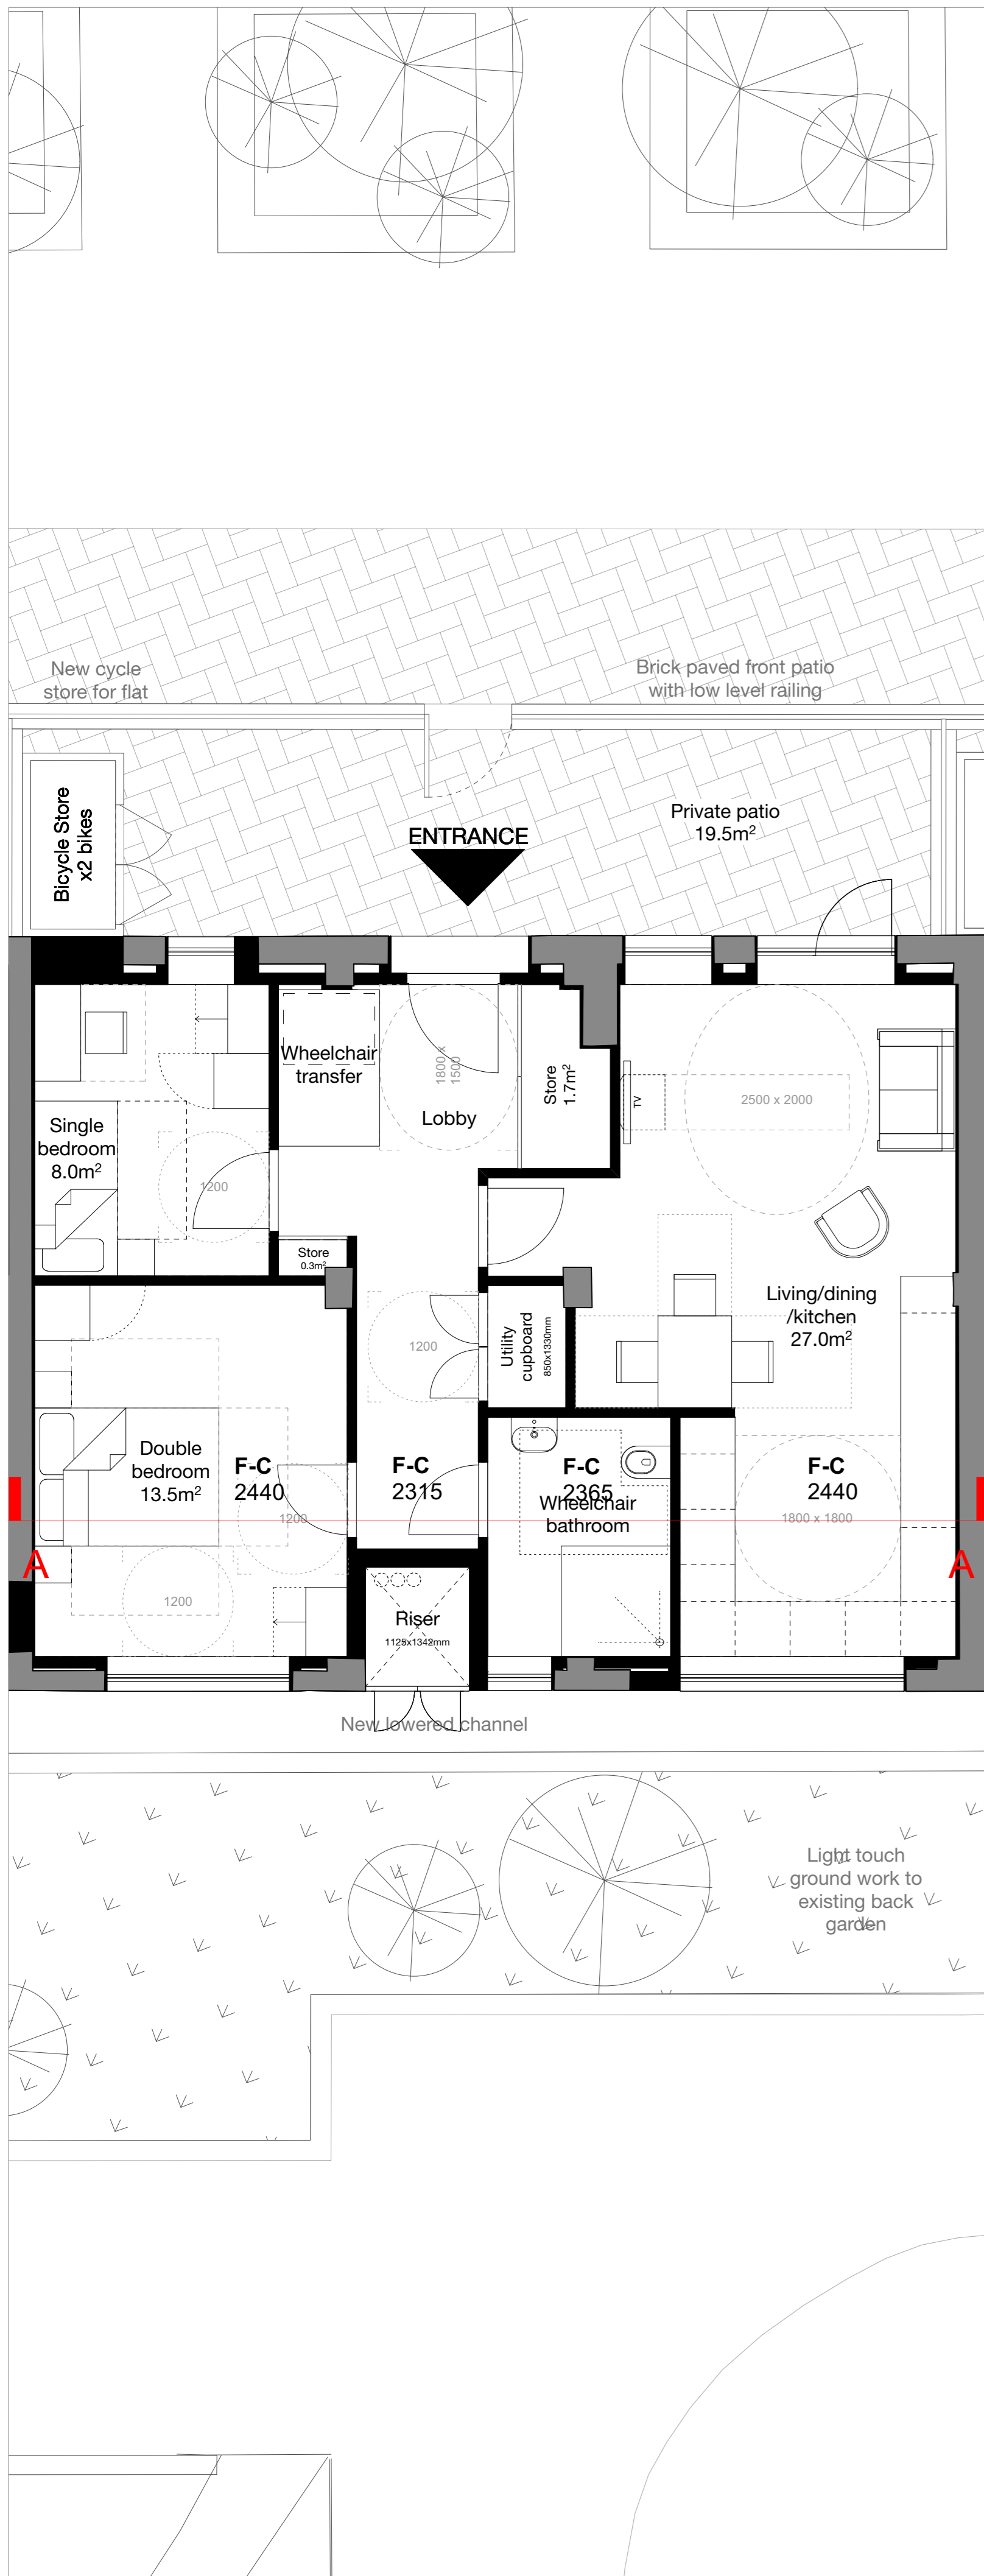 New cycle
store for flat
Brick paved front patio
with low level railing
Bicycle Store
x2 bikes
Private patio
19.5m²
ENTRANCE
Wheelchair
transfer
1800 x
1500
Lobby
Store
1.7m²
TV
2500 x 2000
Single
bedroom
8.0m²
1200
Store
0.3m²
Living/dining
/kitchen
27.0m²
1200
Utility
cupboard
850x1330mm
Double
bedroom
13.5m²
F-C
2440
F-C
2315
F-C
2365
Wheelchair
bathroom
F-C
2440
1200
1800 x 1800
A
A
1200
Riser
1125x1342mm
New lowered channel
Light touch
ground work to
existing back
garden